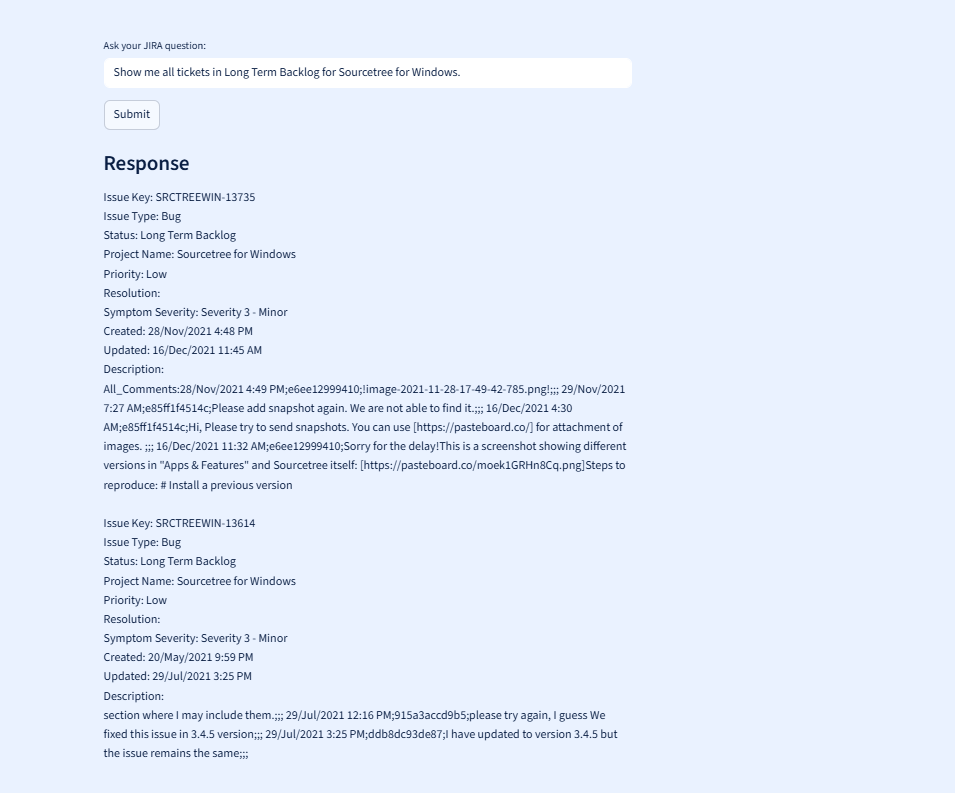 Ask your JIRA question:
Show me all tickets in Long Term Backlog for Sourcetree for Windows.
Submit
Response
Issue Key: SRCTREEWIN-13735
Issue Type: Bug
Status: Long Term Backlog
Project Name: Sourcetree for Windows
Priority: Low
Resolution:
Symptom Severity: Severity 3 - Minor
Created: 28/Nov/2021 4:48 PM
Updated: 16/Dec/2021 11:45 AM
Description:
All_Comments:28/Nov/2021 4:49 PM;e6ee12999410;!image-2021-11-28-17-49-42-785.png!;;; 29/Nov/2021
7:27 AM;e85ff1f4514c;Please add snapshot again. We are not able to find it.;;; 16/Dec/2021 4:30
AM;e85ff1f4514c;Hi, Please try to send snapshots. You can use [https://pasteboard.co/] for attachment of
images. ;;; 16/Dec/2021 11:32 AM;e6ee12999410;Sorry for the delay!This is a screenshot showing different
versions in "Apps & Features" and Sourcetree itself: [https://pasteboard.co/moek1GRHn8Cq.png]Steps to
reproduce: # Install a previous version
Issue Key: SRCTREEWIN-13614
Issue Type: Bug
Status: Long Term Backlog
Project Name: Sourcetree for Windows
Priority: Low
Resolution:
Symptom Severity: Severity 3 - Minor
Created: 20/May/2021 9:59 PM
Updated: 29/Jul/2021 3:25 PM
Description:
section where I may include them.;;; 29/Jul/2021 12:16 PM;915a3accd9b5;please try again, I guess We
fixed this issue in 3.4.5 version;;; 29/Jul/2021 3:25 PM;ddb8dc93de87;I have updated to version 3.4.5 but
the issue remains the same;;;